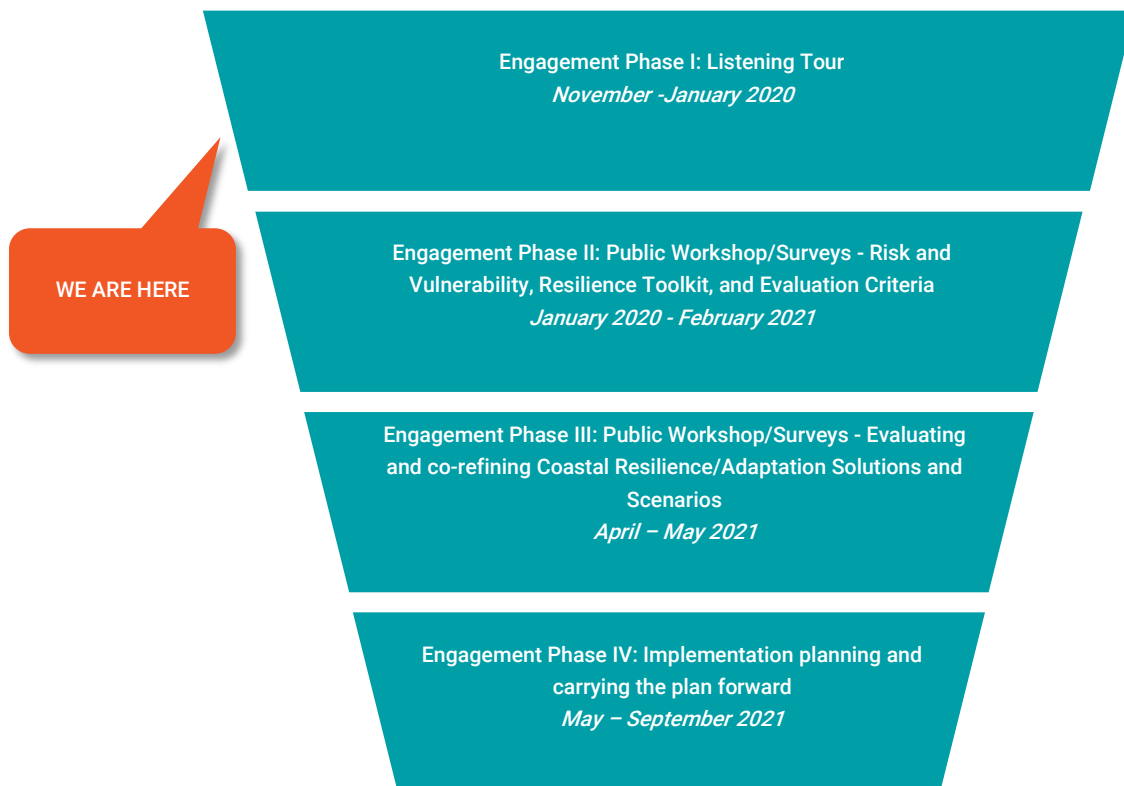 Engagement Phase I: Listening Tour
November -January 2020
WE ARE HERE
Engagement Phase II: Public Workshop/Surveys - Risk and
Vulnerability, Resilience Toolkit, and Evaluation Criteria
January 2020 - February 2021
Engagement Phase III: Public Workshop/Surveys - Evaluating
and co-refining Coastal Resilience/Adaptation Solutions and
Scenarios
April – May 2021
Engagement Phase IV: Implementation planning and
carrying the plan forward
May – September 2021